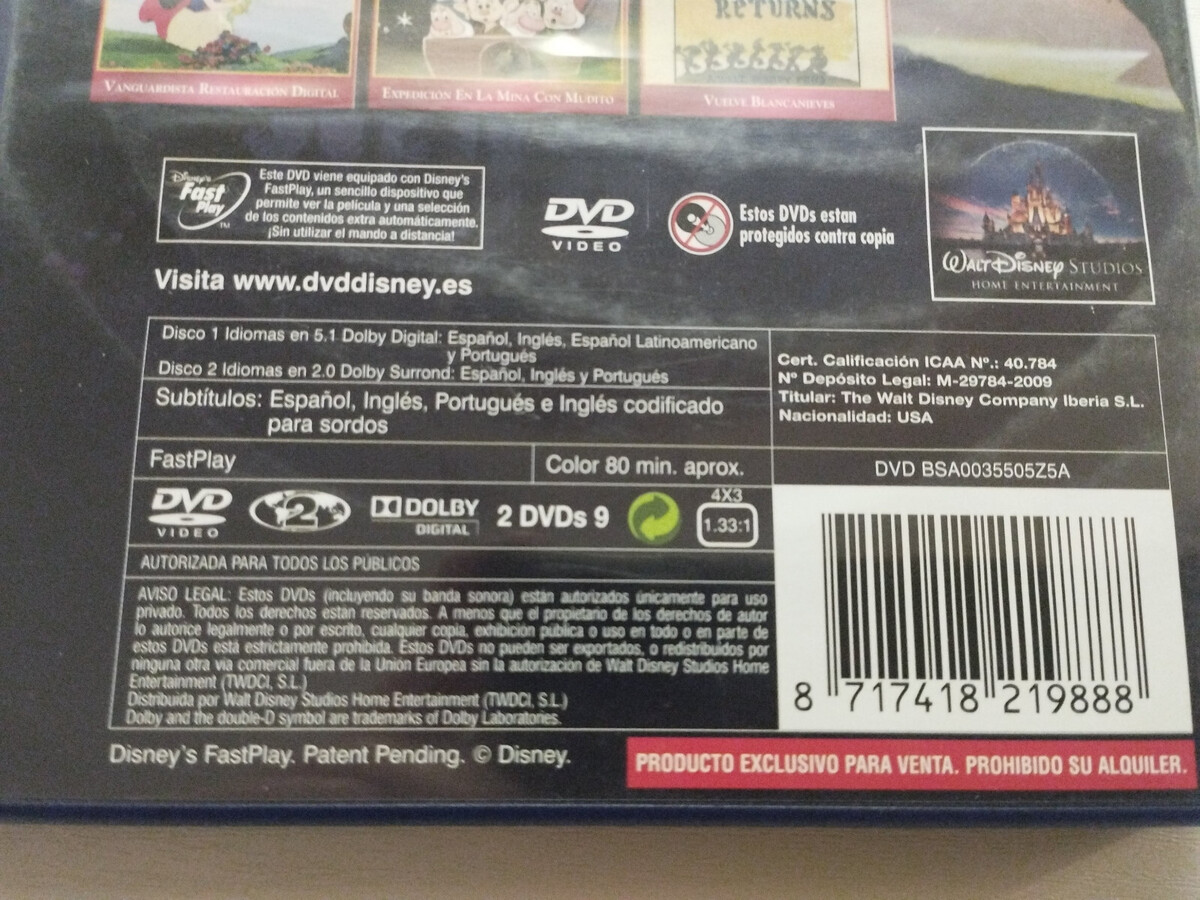 RETURNS
VANGUARDISTA RESTAURACIÓN DIGITAL
EXPEDICIÓN EN LA MINA CON MUDITO
VUELVE BLANCANIEVES
Disney's
Fast
Play
TM
Este DVD viene equipado con Disney's
FastPlay, un sencillo dispositivo que
permite ver la película y una selección
de los contenidos extra automáticamente.
¡Sin utilizar el mando a distancia!
DVD
VIDEO
Estos DVDs estan
protegidos contra copia
WALT DISNEY STUDIOS
HOME ENTERTAINMENT
Visita www.dvddisney.es
Disco 1 Idiomas en 5.1 Dolby Digital: Español, Inglés, Español Latinoamericano
y Portugués
Disco 2 Idiomas en 2.0 Dolby Surrond: Español, Inglés y Portugués
Subtítulos: Español, Inglés, Portugués e Inglés codificado
para sordos
Cert. Calificación ICAA Nº.: 40.784
Nº Depósito Legal: M-29784-2009
Titular: The Walt Disney Company Iberia S.L.
Nacionalidad: USA
FastPlay
Color 80 min. aprox.
DVD BSA0035505Z5A
DVD
VIDEO
2
DOLBY
DIGITAL
2 DVDs 9
4X3
1.33:1
AUTORIZADA PARA TODOS LOS PÚBLICOS
AVISO LEGAL: Estos DVDs (incluyendo su banda sonora) están autorizados únicamente para uso
privado. Todos los derechos estan reservados. A menos que el propietario de los derechos de autor
lo autorice legalmente o por escrito, cualquier copia, exhibición pública o uso en todo o en parte de
estos DVDs está estrictamente prohibida. Estos DVDs no pueden ser exportados, o redistribuidos por
ninguna otra vía comercial fuera de la Unión Europea sin la autorización de Walt Disney Studios Home
Entertainment (TWDCI, S.L.)
Distribuida por Walt Disney Studios Home Entertainment (TWDCI, S.L.)
Dolby and the double-D symbol are trademarks of Dolby Laboratories.
8 717418 219888
Disney's FastPlay. Patent Pending. © Disney.
PRODUCTO EXCLUSIVO PARA VENTA. PROHIBIDO SU ALQUILER.